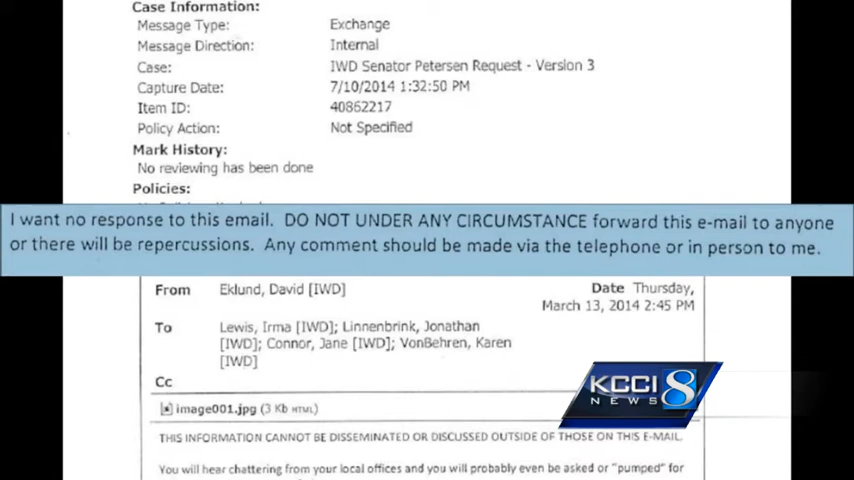 Case Information:
Message Type: Exchange
Message Direction: Internal
Case: IWD Senator Petersen Request - Version 3
Capture Date: 7/10/2014 1:32:50 PM
Item ID: 40862217
Policy Action: Not Specified
Mark History:
No reviewing has been done
Policies:
I want no response to this email. DO NOT UNDER ANY CIRCUMSTANCE forward this e-mail to anyone
or there will be repercussions. Any comment should be made via the telephone or in person to me.
From Eklund, David [IWD] Date Thursday,
March 13, 2014 2:45 PM
To Lewis, Irma [IWD]; Linnenbrink, Jonathan
[IWD]; Connor, Jane [IWD]; VonBehren, Karen
[IWD]
Cc
image001.jpg (3 Kb HTML)
KCCI 8
NEWS
THIS INFORMATION CANNOT BE DISSEMINATED OR DISCUSSED OUTSIDE OF THOSE ON THIS E-MAIL.
You will hear chattering from your local offices and you will probably even be asked or "pumped" for